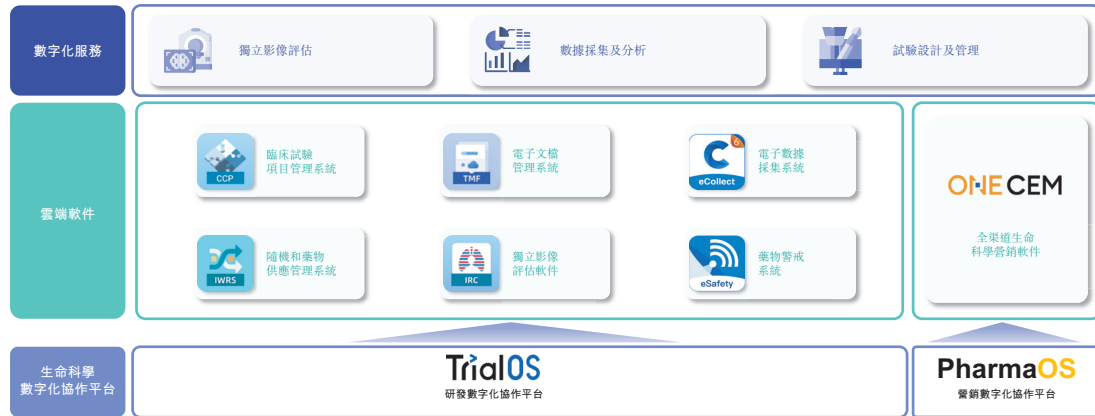 數字化服務
獨立影像評估
數據採集及分析
試驗設計及管理
雲端軟件
CCP
臨床試驗
項目管理系統
TMF
電子文檔
管理系統
C
6
eCollect
電子數據
採集系統
IWRS
隨機和藥物
供應管理系統
IRC
獨立影像
評估軟件
eSafety
藥物警戒
系統
ONE CEM
全渠道生命
科學營銷軟件
生命科學
數字化協作平台
TrialOS
研發數字化協作平台
PharmaOS
營銷數字化協作平台